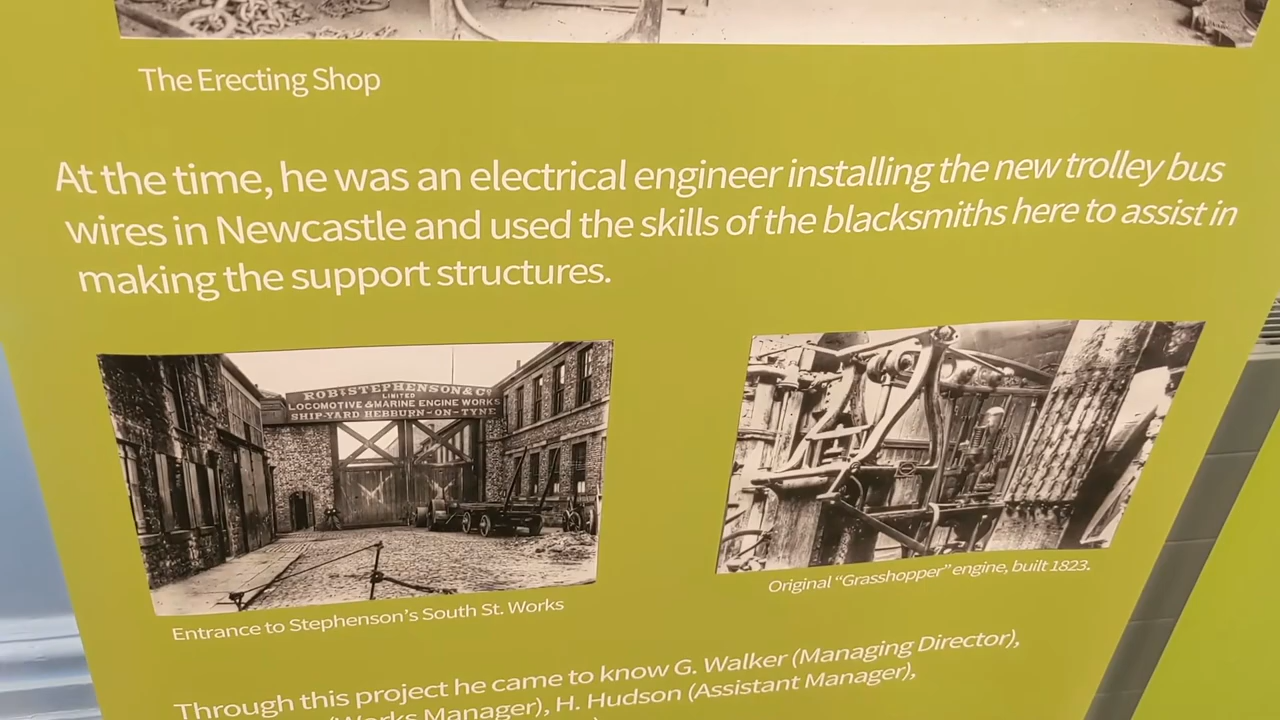 The Erecting Shop
At the time, he was an electrical engineer installing the new trolley bus
wires in Newcastle and used the skills of the blacksmiths here to assist in
making the support structures.
ROBT STEPHENSON & CO
LIMITED
LOCOMOTIVE & MARINE ENGINE WORKS
SHIP-YARD HEBBURN-ON-TYNE
Entrance to Stephenson's South St. Works
Original “Grasshopper” engine, built 1823.
Through this project he came to know G. Walker (Managing Director),
(Works Manager), H. Hudson (Assistant Manager),